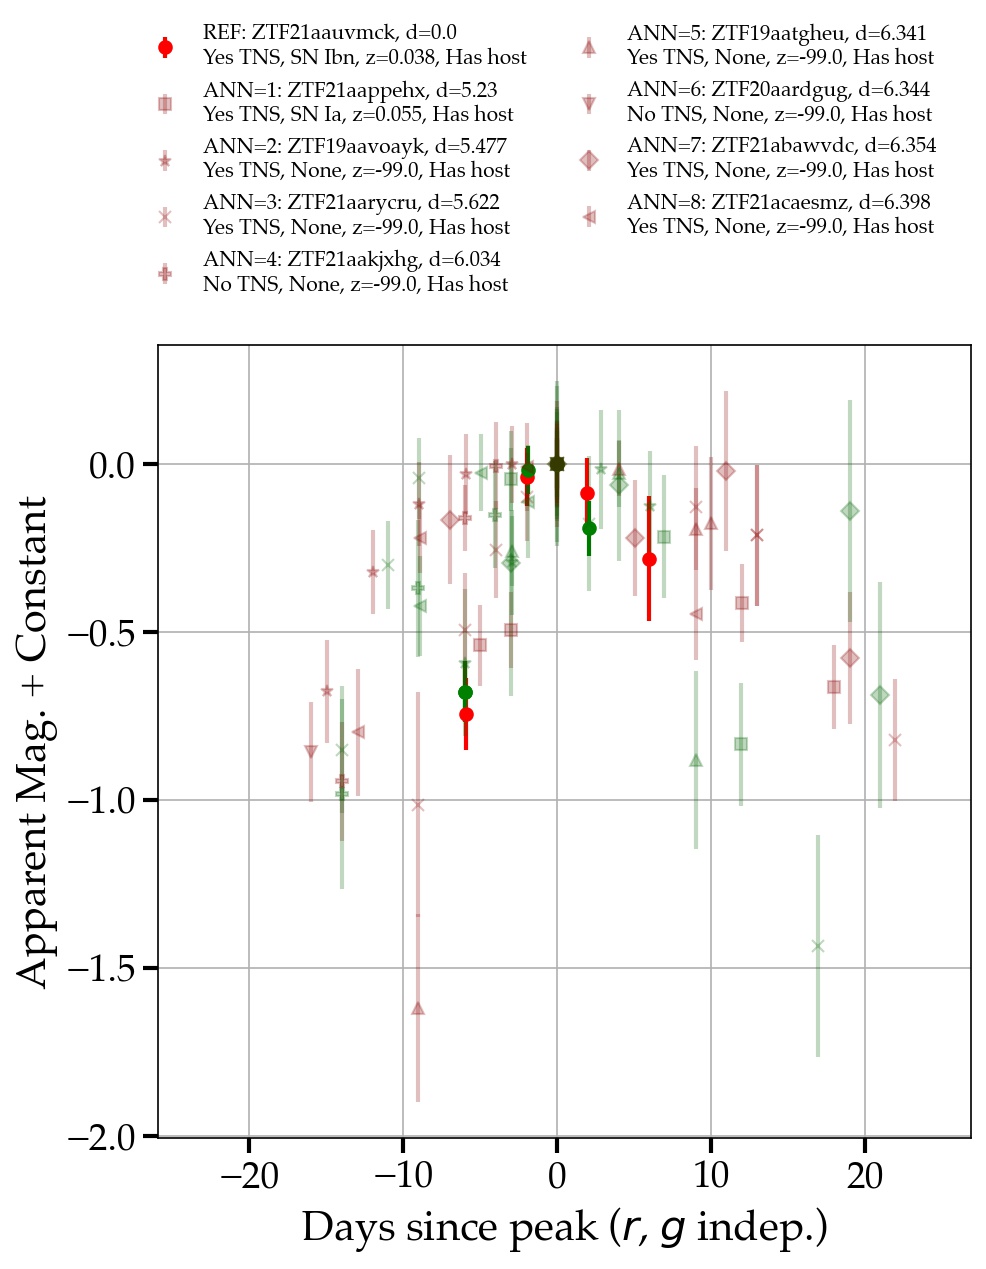 REF: ZTF21aauvmck, d=0.0
Yes TNS, SN Ibn, z=0.038, Has host
ANN=1: ZTF21aappehx, d=5.23
Yes TNS, SN Ia, z=0.055, Has host
ANN=2: ZTF19aavoayk, d=5.477
Yes TNS, None, z=-99.0, Has host
ANN=3: ZTF21aarycru, d=5.622
Yes TNS, None, z=-99.0, Has host
ANN=4: ZTF21aakjxhg, d=6.034
No TNS, None, z=-99.0, Has host
ANN=5: ZTF19aatgheu, d=6.341
Yes TNS, None, z=-99.0, Has host
ANN=6: ZTF20aardgug, d=6.344
No TNS, None, z=-99.0, Has host
ANN=7: ZTF21abawvdc, d=6.354
Yes TNS, None, z=-99.0, Has host
ANN=8: ZTF21acaesmz, d=6.398
Yes TNS, None, z=-99.0, Has host
Apparent Mag. + Constant
0.0
−0.5
−1.0
−1.5
−2.0
−20 −10 0 10 20
Days since peak (r, g indep.)